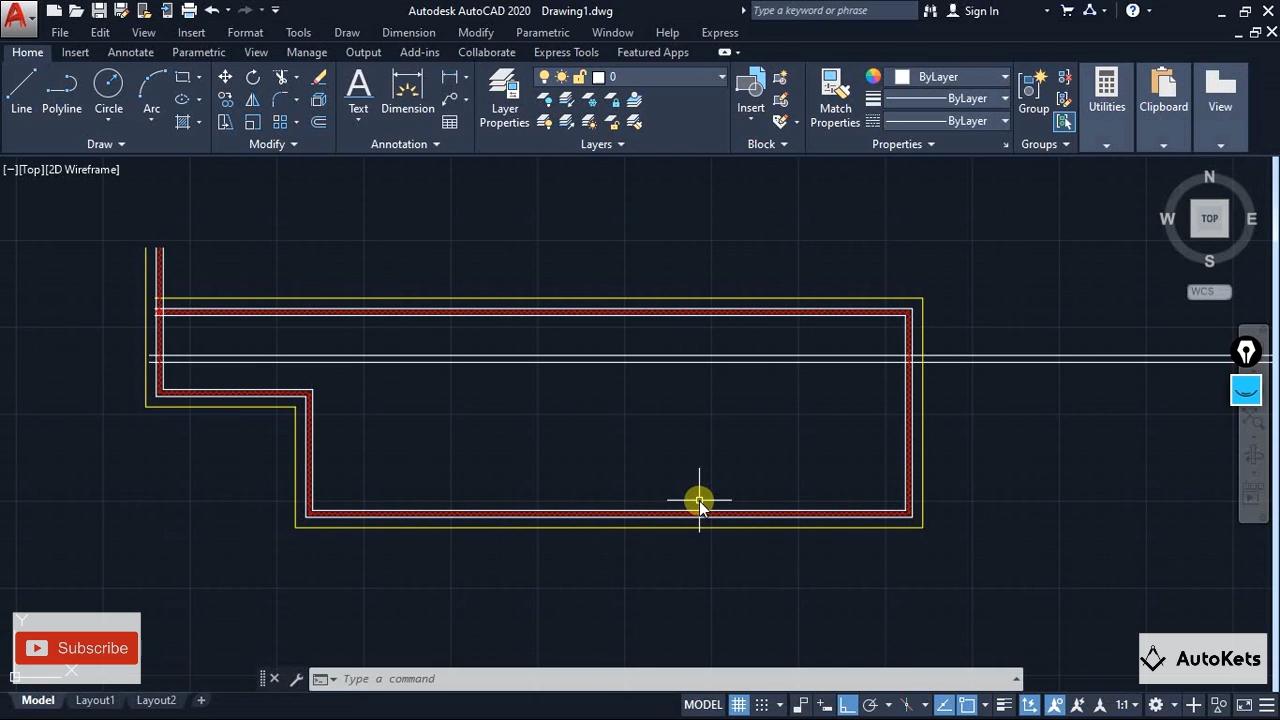 Autodesk AutoCAD 2020 Drawing1.dwg
Type a keyword or phrase
Sign In
File Edit View Insert Format Tools Draw Dimension Modify Parametric Window Help Express
Home Insert Annotate Parametric View Manage Output Add-ins Collaborate Express Tools Featured Apps
0
ByLayer
ByLayer
ByLayer
Line Polyline Circle Arc Text Dimension Layer Properties Insert Match Properties Group Utilities Clipboard View
Draw Modify Annotation Layers Block Properties Groups
[−][Top][2D Wireframe]
N
W TOP E
S
WCS
Y
Subscribe
X
AutoKets
Type a command
Model Layout1 Layout2 +
MODEL 1:1